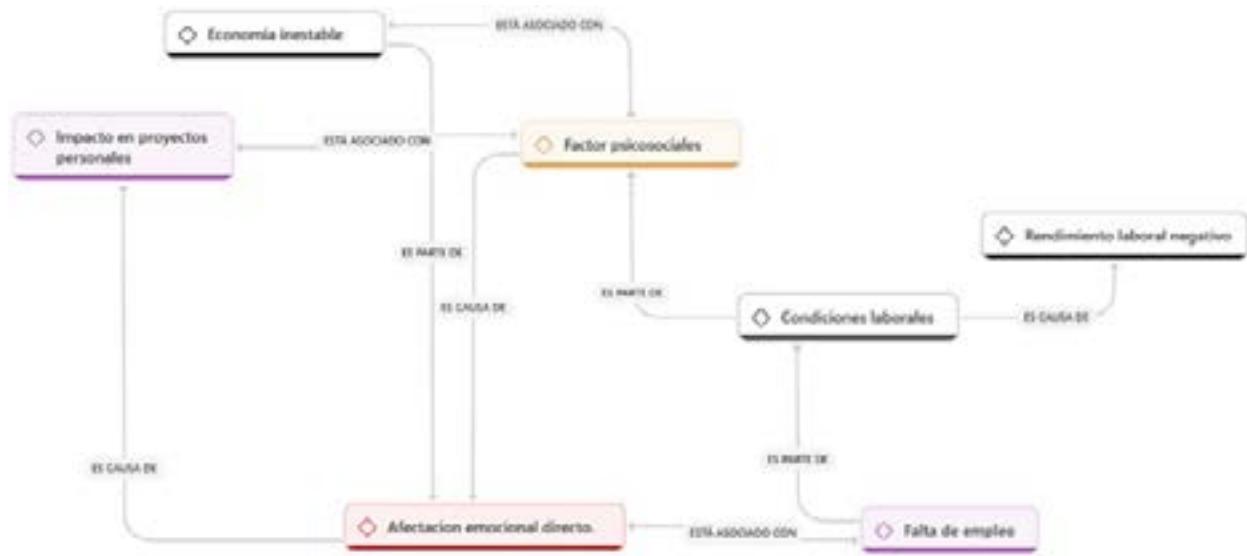 ESTÁ ASOCIADO CON
Economía inestable
Impacto en proyectos
personales
ESTÁ ASOCIADO CON
Factor psicosociales
Rendimiento laboral negativo
ES PARTE DE
ES PARTE DE
ES CAUSA DE
Condiciones laborales
ES CAUSA DE
ES CAUSA DE
ES PARTE DE
Afectacion emocional directo.
ESTÁ ASOCIADO CON
Falta de empleo